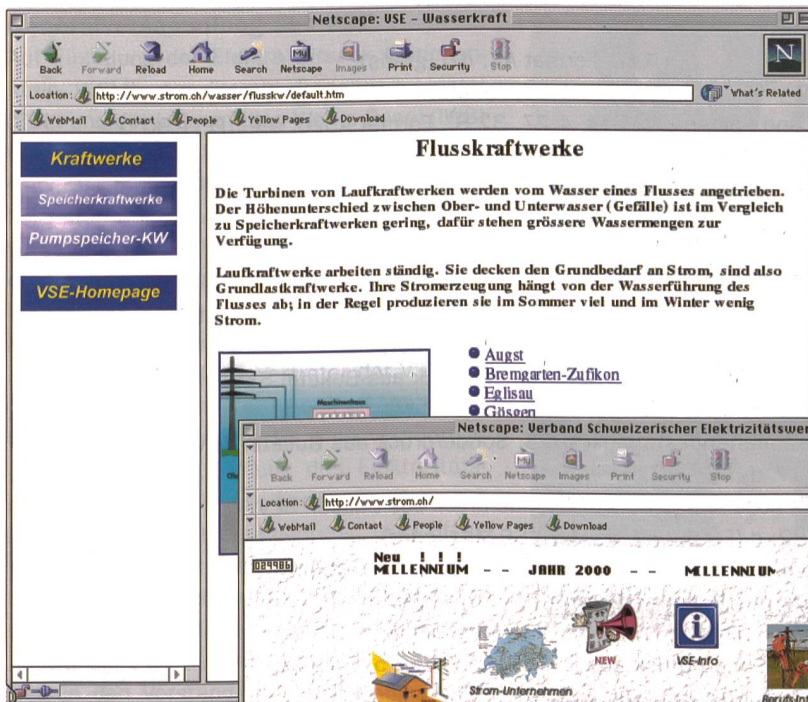 Netscape: VSE – Wasserkraft
Back Forward Reload Home Search Netscape Images Print Security Stop
N
Location: http://www.strom.ch/wasser/flusskw/default.htm
What's Related
WebMail Contact People Yellow Pages Download
Kraftwerke
Speicherkraftwerke
Pumpspeicher-KW
VSE-Homepage
Flusskraftwerke
Die Turbinen von Laufkraftwerken werden vom Wasser eines Flusses angetrieben.
Der Höhenunterschied zwischen Ober- und Unterwasser (Gefälle) ist im Vergleich
zu Speicherkraftwerken gering, dafür stehen grössere Wassermengen zur
Verfügung.
Laufkraftwerke arbeiten ständig. Sie decken den Grundbedarf an Strom, sind also
Grundlastkraftwerke. Ihre Stromerzeugung hängt von der Wasserführung des
Flusses ab; in der Regel produzieren sie im Sommer viel und im Winter wenig
Strom.
Maschinenhaus
Augst
Bremgarten-Zufikon
Eglisau
Gösgen
Netscape: Verband Schweizerischer Elektrizitätswer
Back Forward Reload Home Search Netscape Images Print Security Stop
Location: http://www.strom.ch/
WebMail Contact People Yellow Pages Download
029986
Neu ! ! !
MILLENNIUM - - JAHR 2000 - - MILLENNIUM
NEW
VSE-Info
Strom-Unternehmen
Berufs-Inf